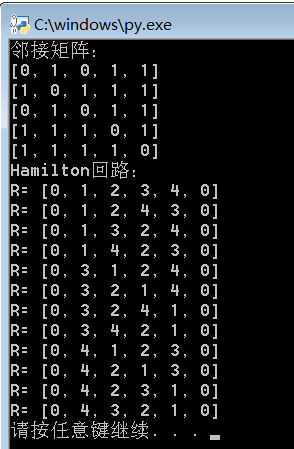 C:\windows\py.exe
邻接矩阵：
[0, 1, 0, 1, 1]
[1, 0, 1, 1, 1]
[0, 1, 0, 1, 1]
[1, 1, 1, 0, 1]
[1, 1, 1, 1, 0]
Hamilton回路：
R= [0, 1, 2, 3, 4, 0]
R= [0, 1, 2, 4, 3, 0]
R= [0, 1, 3, 2, 4, 0]
R= [0, 1, 4, 2, 3, 0]
R= [0, 3, 1, 2, 4, 0]
R= [0, 3, 2, 1, 4, 0]
R= [0, 3, 2, 4, 1, 0]
R= [0, 3, 4, 2, 1, 0]
R= [0, 4, 1, 2, 3, 0]
R= [0, 4, 2, 1, 3, 0]
R= [0, 4, 2, 3, 1, 0]
R= [0, 4, 3, 2, 1, 0]
请按任意键继续. . .